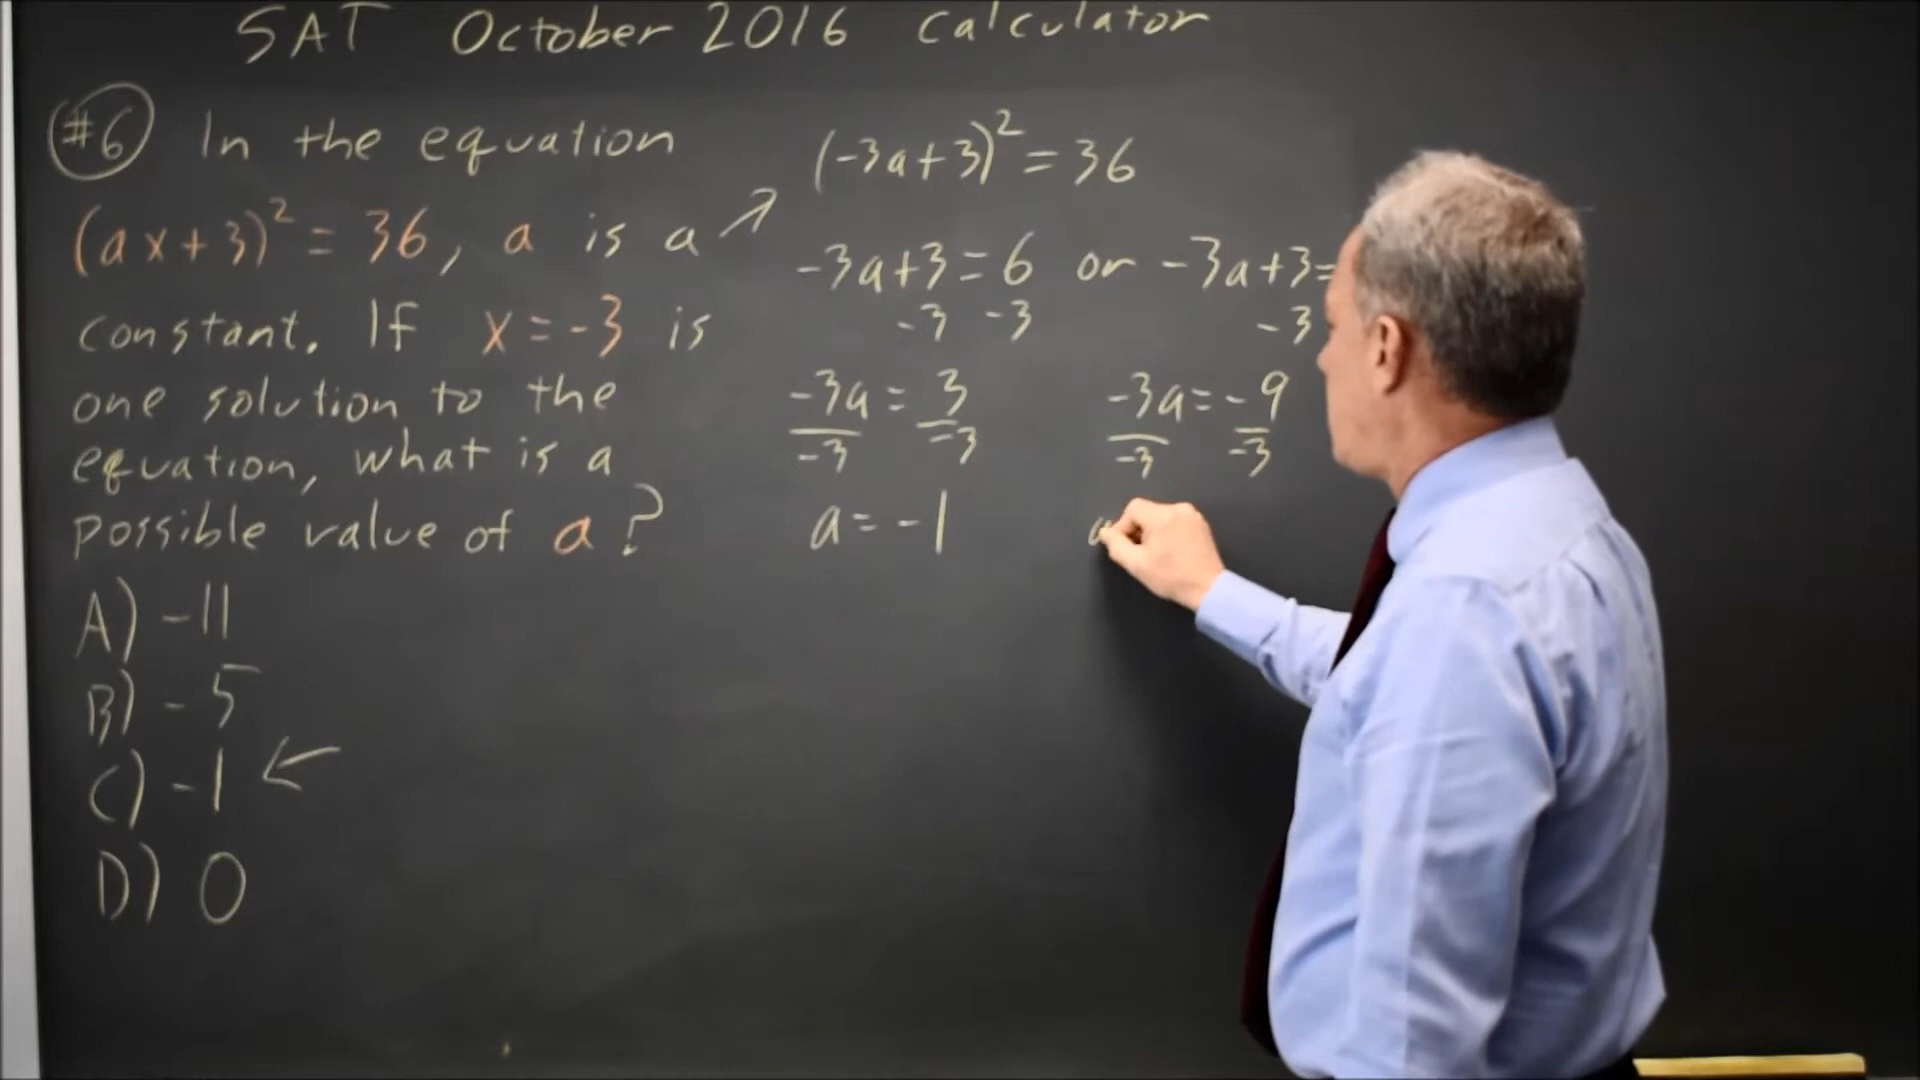 SAT October 2016 Calculator
#6 In the equation
(ax+3)² = 36, a is a
constant. If x = -3 is
one solution to the
equation, what is a
possible value of a?
A) -11
B) -5
C) -1 ←
D) 0
↗ (-3a+3)² = 36
-3a+3 = 6 or -3a+3=
-3 -3 -3
-3a = 3 -3a = -9
-3 -3 -3 -3
a = -1 a